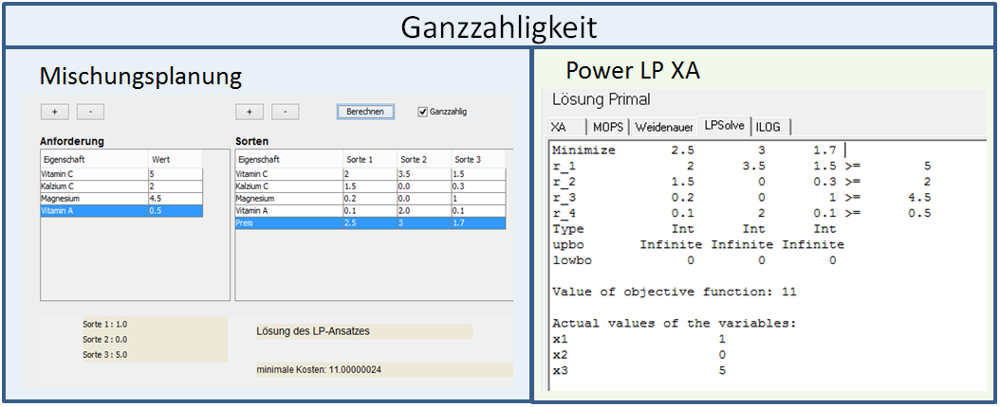 Ganzzahligkeit
Mischungsplanung
+ - + - Berechnen Ganzzahlig
Anforderung
Eigenschaft Wert
Vitamin C 5
Kalzium C 2
Magnesium 4.5
Vitamin A 0.5
Sorten
Eigenschaft Sorte 1 Sorte 2 Sorte 3
Vitamin C 2 3.5 1.5
Kalzium C 1.5 0.0 0.3
Magnesium 0.2 0.0 1
Vitamin A 0.1 2.0 0.1
Preis 2.5 3 1.7
Sorte 1 : 1.0
Sorte 2 : 0.0
Sorte 3 : 5.0
Lösung des LP-Ansatzes
minimale Kosten: 11.00000024
Power LP XA
Lösung Primal
XA MOPS Weidenauer LPSolve ILOG
Minimize 2.5 3 1.7
r_1 2 3.5 1.5 >= 5
r_2 1.5 0 0.3 >= 2
r_3 0.2 0 1 >= 4.5
r_4 0.1 2 0.1 >= 0.5
Type Int Int Int
upbo Infinite Infinite Infinite
lowbo 0 0 0
Value of objective function: 11
Actual values of the variables:
x1 1
x2 0
x3 5